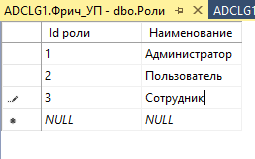 ADCLG1.Фрич_УП - dbo.Роли ADCLG1
Id роли Наименование
1 Администратор
2 Пользователь
3 Сотрудник
NULL NULL